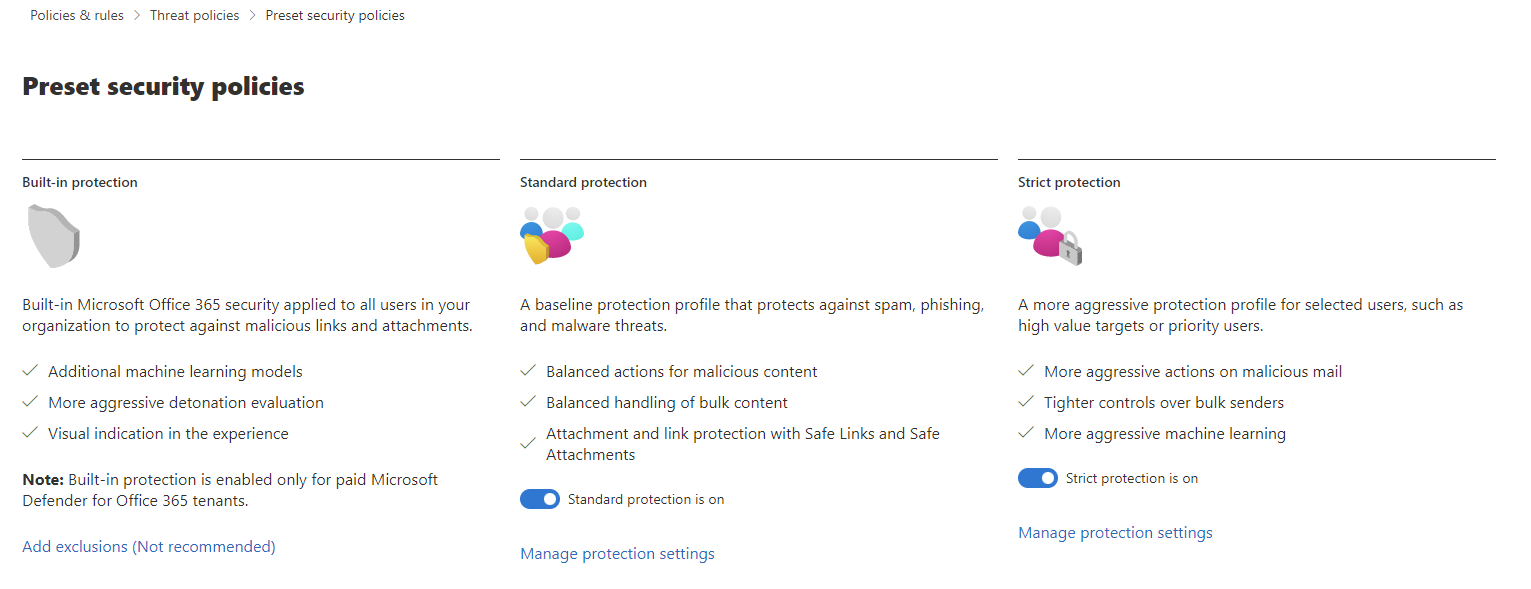 Policies & rules > Threat policies > Preset security policies
Preset security policies
Built-in protection
Built-in Microsoft Office 365 security applied to all users in your
organization to protect against malicious links and attachments.
Additional machine learning models
More aggressive detonation evaluation
Visual indication in the experience
Note: Built-in protection is enabled only for paid Microsoft
Defender for Office 365 tenants.
Add exclusions (Not recommended)
Standard protection
A baseline protection profile that protects against spam, phishing,
and malware threats.
Balanced actions for malicious content
Balanced handling of bulk content
Attachment and link protection with Safe Links and Safe
Attachments
Standard protection is on
Manage protection settings
Strict protection
A more aggressive protection profile for selected users, such as
high value targets or priority users.
More aggressive actions on malicious mail
Tighter controls over bulk senders
More aggressive machine learning
Strict protection is on
Manage protection settings